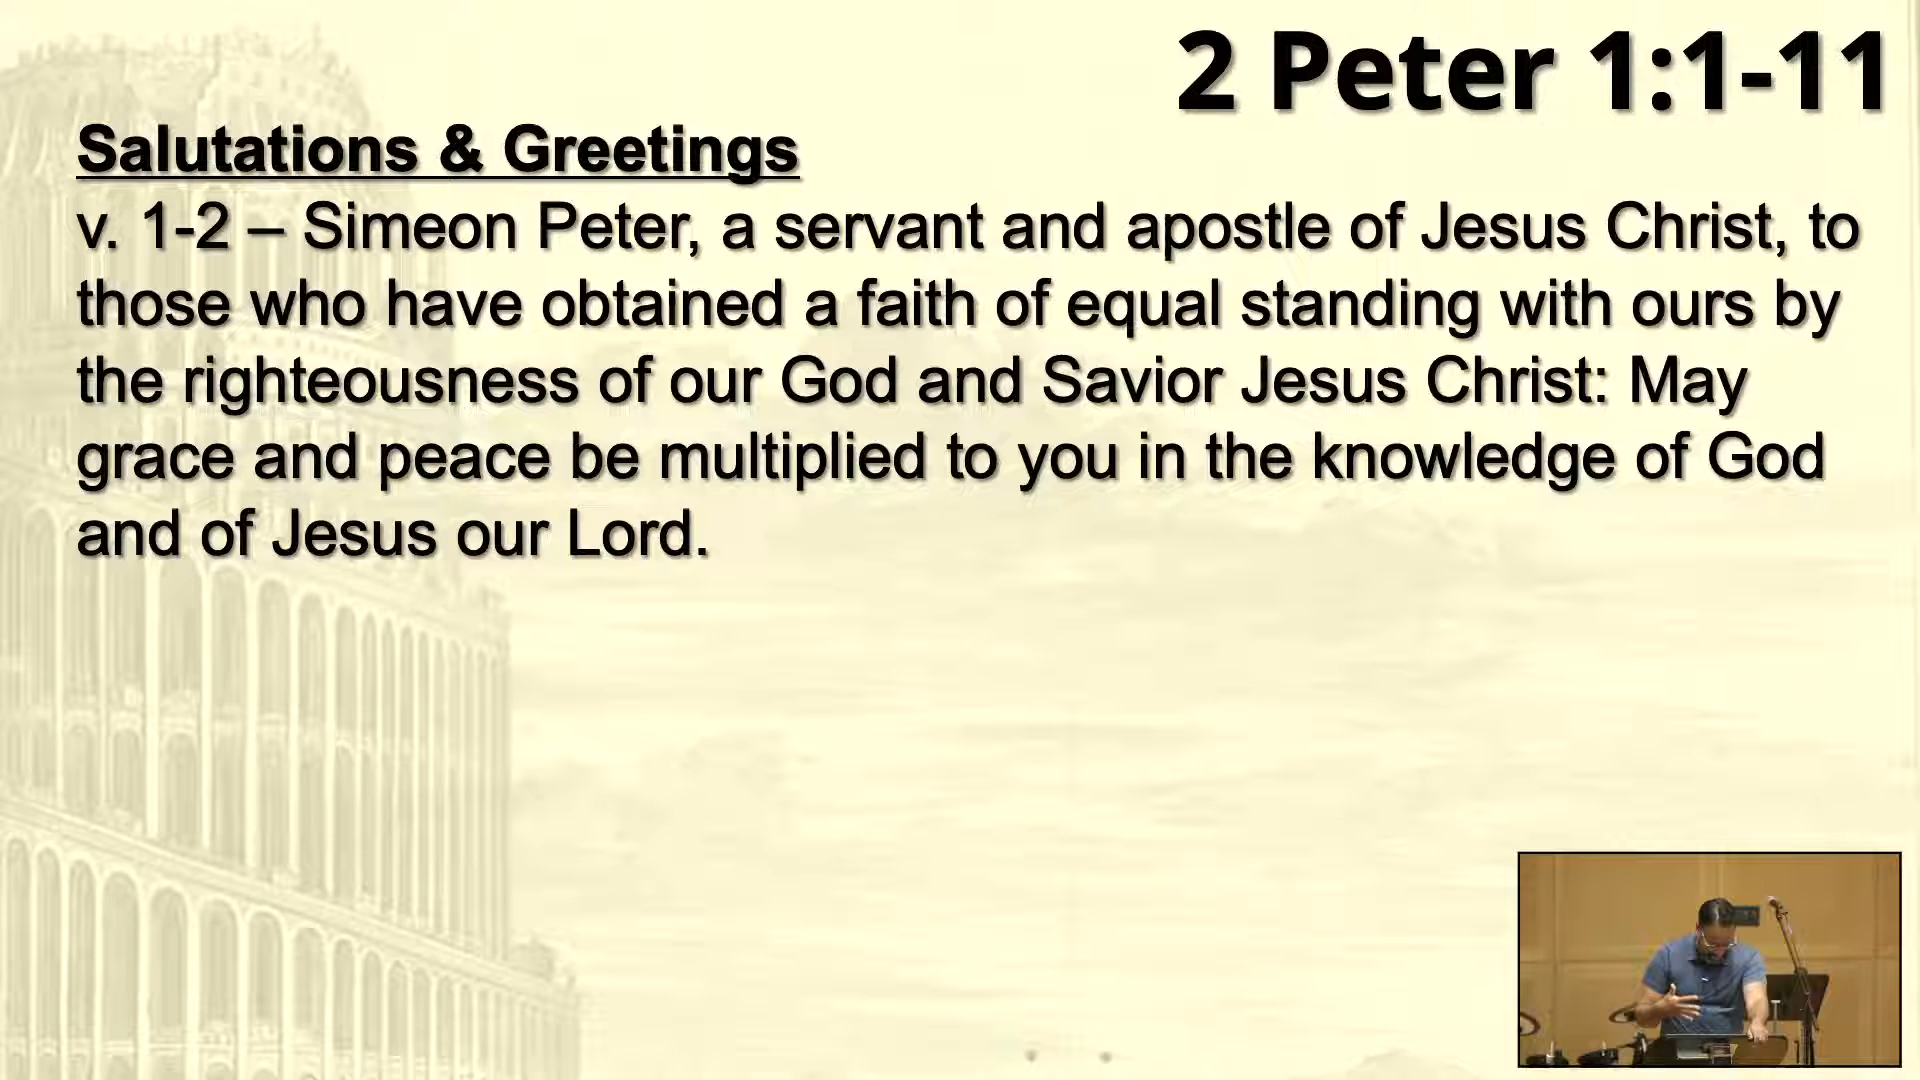 2 Peter 1:1-11
Salutations & Greetings
v. 1-2 – Simeon Peter, a servant and apostle of Jesus Christ, to
those who have obtained a faith of equal standing with ours by
the righteousness of our God and Savior Jesus Christ: May
grace and peace be multiplied to you in the knowledge of God
and of Jesus our Lord.